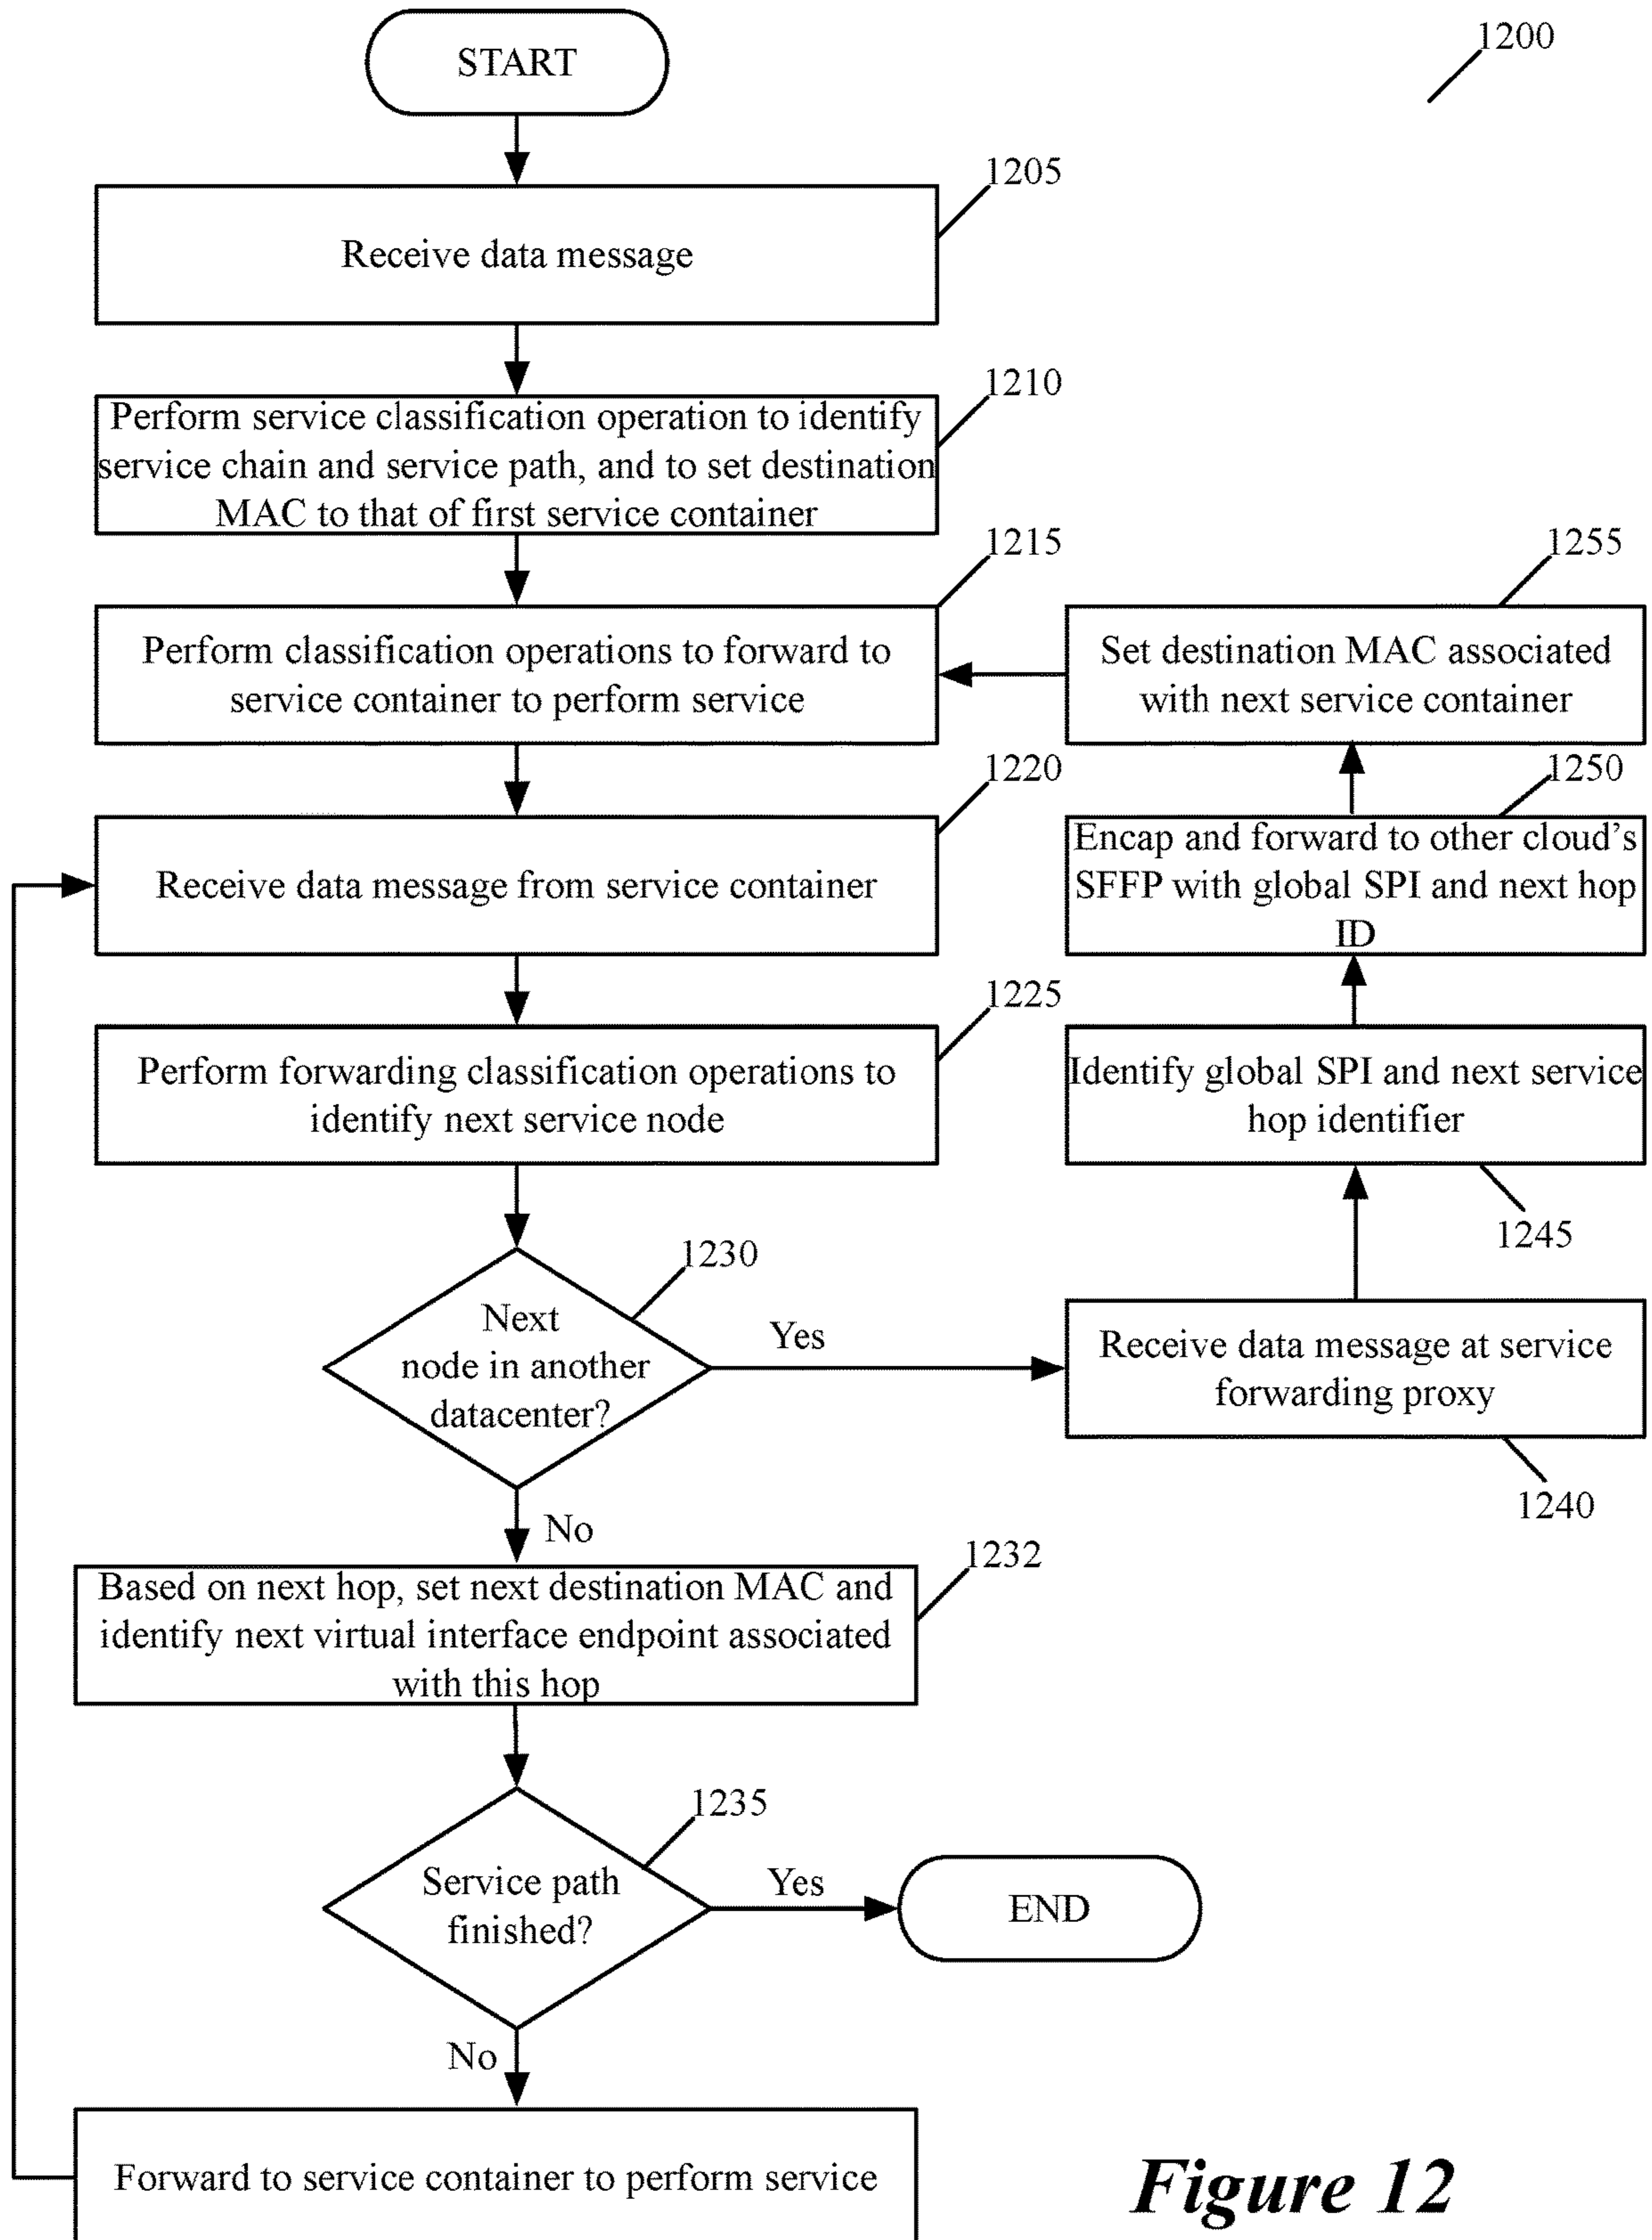 START
1200
1205
Receive data message
1210
Perform service classification operation to identify
service chain and service path, and to set destination
MAC to that of first service container
1215
Perform classification operations to forward to
service container to perform service
1255
Set destination MAC associated
with next service container
1220
Receive data message from service container
1250
Encap and forward to other cloud's
SFFP with global SPI and next hop
ID
1225
Perform forwarding classification operations to
identify next service node
Identify global SPI and next service
hop identifier
1245
1230
Next
node in another
datacenter?
Yes
Receive data message at service
forwarding proxy
1240
No
1232
Based on next hop, set next destination MAC and
identify next virtual interface endpoint associated
with this hop
1235
Service path
finished?
Yes
END
No
Forward to service container to perform service
Figure 12